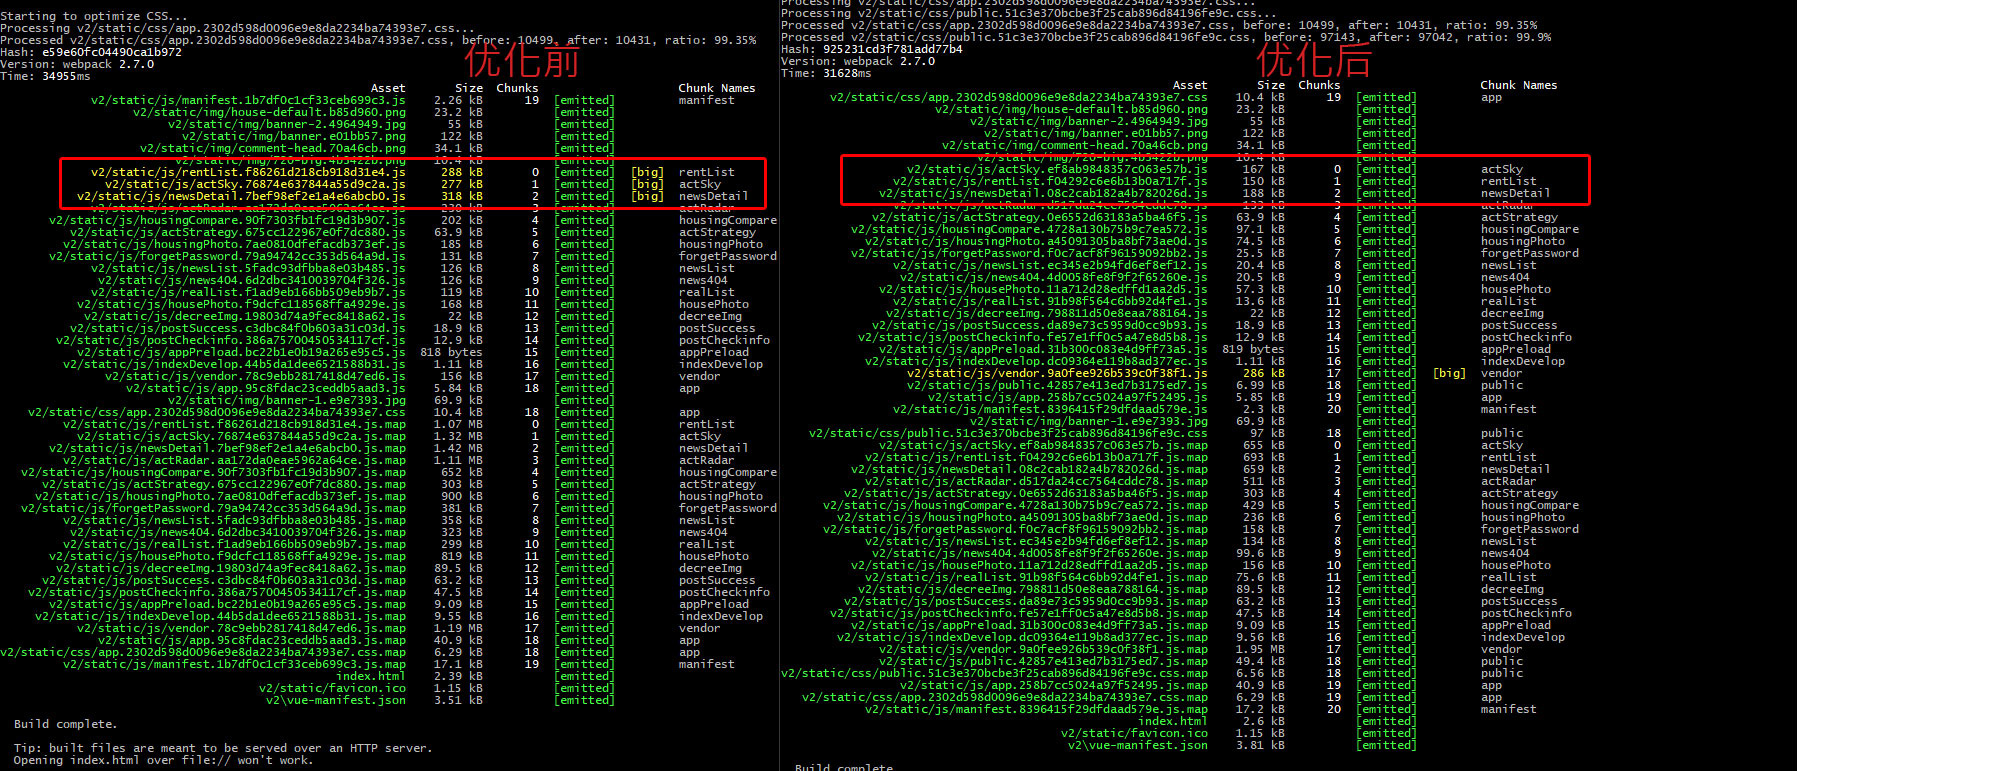 Starting to optimize CSS...
Processing v2/static/css/app.2302d598d0096e9e8da2234ba74393e7.css...
Processed v2/static/css/app.2302d598d0096e9e8da2234ba74393e7.css, before: 10499, after: 10431, ratio: 99.35%
Hash: e59e60fc04490ca1b972
Version: webpack 2.7.0
Time: 34955ms
优化前
Asset Size Chunks Chunk Names
v2/static/js/manifest.1b7df0c1cf33ceb699c3.js 2.26 kB 19 [emitted] manifest
v2/static/img/house-default.b85d960.png 23.2 kB [emitted]
v2/static/img/banner-2.4964949.jpg 55 kB [emitted]
v2/static/img/banner.e01bb57.png 122 kB [emitted]
v2/static/img/comment-head.70a46cb.png 34.1 kB [emitted]
v2/static/img/720-big.4b3422b.png 10.4 kB [emitted]
v2/static/js/rentList.f86261d218cb918d31e4.js 288 kB 0 [emitted] [big] rentList
v2/static/js/actSky.76874e637844a55d9c2a.js 277 kB 1 [emitted] [big] actSky
v2/static/js/newsDetail.7bef98ef2e1a4e6abcb0.js 318 kB 2 [emitted] [big] newsDetail
v2/static/js/actRadar.aa172da0eae5962a64ce.js 230 kB 3 [emitted] actRadar
v2/static/js/housingCompare.90f7303fb1fc19d3b907.js 202 kB 4 [emitted] housingCompare
v2/static/js/actStrategy.675cc122967e0f7dc880.js 63.9 kB 5 [emitted] actStrategy
v2/static/js/housingPhoto.7ae0810dfefacdb373ef.js 185 kB 6 [emitted] housingPhoto
v2/static/js/forgetPassword.79a94742cc353d564a9d.js 131 kB 7 [emitted] forgetPassword
v2/static/js/newsList.5fadc93dfbba8e03b485.js 126 kB 8 [emitted] newsList
v2/static/js/news404.6d2dbc3410039704f326.js 126 kB 9 [emitted] news404
v2/static/js/realList.f1ad9eb166bb509eb9b7.js 119 kB 10 [emitted] realList
v2/static/js/housePhoto.f9dcfc118568ffa4929e.js 168 kB 11 [emitted] housePhoto
v2/static/js/decreeImg.19803d74a9fec8418a62.js 22 kB 12 [emitted] decreeImg
v2/static/js/postSuccess.c3dbc84f0b603a31c03d.js 18.9 kB 13 [emitted] postSuccess
v2/static/js/postCheckinfo.386a75700450534117cf.js 12.9 kB 14 [emitted] postCheckinfo
v2/static/js/appPreload.bc22b1e0b19a265e95c5.js 818 bytes 15 [emitted] appPreload
v2/static/js/indexDevelop.44b5da1dee6521588b31.js 1.11 kB 16 [emitted] indexDevelop
v2/static/js/vendor.78c9ebb2817418d47ed6.js 156 kB 17 [emitted] vendor
v2/static/js/app.95c8fdac23ceddb5aad3.js 5.84 kB 18 [emitted] app
v2/static/img/banner-1.e9e7393.jpg 69.9 kB [emitted]
v2/static/css/app.2302d598d0096e9e8da2234ba74393e7.css 10.4 kB 18 [emitted] app
v2/static/js/rentList.f86261d218cb918d31e4.js.map 1.07 MB 0 [emitted] rentList
v2/static/js/actSky.76874e637844a55d9c2a.js.map 1.32 MB 1 [emitted] actSky
v2/static/js/newsDetail.7bef98ef2e1a4e6abcb0.js.map 1.42 MB 2 [emitted] newsDetail
v2/static/js/actRadar.aa172da0eae5962a64ce.js.map 1.11 MB 3 [emitted] actRadar
v2/static/js/housingCompare.90f7303fb1fc19d3b907.js.map 652 kB 4 [emitted] housingCompare
v2/static/js/actStrategy.675cc122967e0f7dc880.js.map 303 kB 5 [emitted] actStrategy
v2/static/js/housingPhoto.7ae0810dfefacdb373ef.js.map 900 kB 6 [emitted] housingPhoto
v2/static/js/forgetPassword.79a94742cc353d564a9d.js.map 381 kB 7 [emitted] forgetPassword
v2/static/js/newsList.5fadc93dfbba8e03b485.js.map 358 kB 8 [emitted] newsList
v2/static/js/news404.6d2dbc3410039704f326.js.map 323 kB 9 [emitted] news404
v2/static/js/realList.f1ad9eb166bb509eb9b7.js.map 299 kB 10 [emitted] realList
v2/static/js/housePhoto.f9dcfc118568ffa4929e.js.map 819 kB 11 [emitted] housePhoto
v2/static/js/decreeImg.19803d74a9fec8418a62.js.map 89.5 kB 12 [emitted] decreeImg
v2/static/js/postSuccess.c3dbc84f0b603a31c03d.js.map 63.2 kB 13 [emitted] postSuccess
v2/static/js/postCheckinfo.386a75700450534117cf.js.map 47.5 kB 14 [emitted] postCheckinfo
v2/static/js/appPreload.bc22b1e0b19a265e95c5.js.map 9.09 kB 15 [emitted] appPreload
v2/static/js/indexDevelop.44b5da1dee6521588b31.js.map 9.55 kB 16 [emitted] indexDevelop
v2/static/js/vendor.78c9ebb2817418d47ed6.js.map 1.19 MB 17 [emitted] vendor
v2/static/js/app.95c8fdac23ceddb5aad3.js.map 40.9 kB 18 [emitted] app
v2/static/css/app.2302d598d0096e9e8da2234ba74393e7.css.map 6.29 kB 18 [emitted] app
v2/static/js/manifest.1b7df0c1cf33ceb699c3.js.map 17.1 kB 19 [emitted] manifest
index.html 2.39 kB [emitted]
v2/static/favicon.ico 1.15 kB [emitted]
v2\vue-manifest.json 3.51 kB [emitted]
Build complete.
Tip: built files are meant to be served over an HTTP server.
Opening index.html over file:// won't work.
Processing v2/static/css/app.2302d598d0096e9e8da2234ba74393e7.css...
Processing v2/static/css/public.51c3e370bcbe3f25cab896d84196fe9c.css...
Processed v2/static/css/app.2302d598d0096e9e8da2234ba74393e7.css, before: 10499, after: 10431, ratio: 99.35%
Processed v2/static/css/public.51c3e370bcbe3f25cab896d84196fe9c.css, before: 97143, after: 97042, ratio: 99.9%
Hash: 925231cd3f781add77b4
Version: webpack 2.7.0
Time: 31628ms
优化后
Asset Size Chunks Chunk Names
v2/static/css/app.2302d598d0096e9e8da2234ba74393e7.css 10.4 kB 19 [emitted] app
v2/static/img/house-default.b85d960.png 23.2 kB [emitted]
v2/static/img/banner-2.4964949.jpg 55 kB [emitted]
v2/static/img/banner.e01bb57.png 122 kB [emitted]
v2/static/img/comment-head.70a46cb.png 34.1 kB [emitted]
v2/static/img/720-big.4b3422b.png 10.4 kB [emitted]
v2/static/js/actSky.ef8ab9848357c063e57b.js 167 kB 0 [emitted] actSky
v2/static/js/rentList.f04292c6e6b13b0a717f.js 150 kB 1 [emitted] rentList
v2/static/js/newsDetail.08c2cab182a4b782026d.js 188 kB 2 [emitted] newsDetail
v2/static/js/actRadar.d517da24cc7564cddc78.js 133 kB 3 [emitted] actRadar
v2/static/js/actStrategy.0e6552d63183a5ba46f5.js 63.9 kB 4 [emitted] actStrategy
v2/static/js/housingCompare.4728a130b75b9c7ea572.js 97.1 kB 5 [emitted] housingCompare
v2/static/js/housingPhoto.a45091305ba8bf73ae0d.js 74.5 kB 6 [emitted] housingPhoto
v2/static/js/forgetPassword.f0c7acf8f96159092bb2.js 25.5 kB 7 [emitted] forgetPassword
v2/static/js/newsList.ec345e2b94fd6ef8ef12.js 20.4 kB 8 [emitted] newsList
v2/static/js/news404.4d0058fe8f9f2f65260e.js 20.5 kB 9 [emitted] news404
v2/static/js/housePhoto.11a712d28edffd1aa2d5.js 57.3 kB 10 [emitted] housePhoto
v2/static/js/realList.91b98f564c6bb92d4fe1.js 13.6 kB 11 [emitted] realList
v2/static/js/decreeImg.798811d50e8eaa788164.js 22 kB 12 [emitted] decreeImg
v2/static/js/postSuccess.da89e73c5959d0cc9b93.js 18.9 kB 13 [emitted] postSuccess
v2/static/js/postCheckinfo.fe57e1ff0c5a47e8d5b8.js 12.9 kB 14 [emitted] postCheckinfo
v2/static/js/appPreload.31b300c083e4d9ff73a5.js 819 bytes 15 [emitted] appPreload
v2/static/js/indexDevelop.dc09364e119b8ad377ec.js 1.11 kB 16 [emitted] indexDevelop
v2/static/js/vendor.9a0fee926b539c0f38f1.js 286 kB 17 [emitted] [big] vendor
v2/static/js/public.42857e413ed7b3175ed7.js 6.99 kB 18 [emitted] public
v2/static/js/app.258b7cc5024a97f52495.js 5.85 kB 19 [emitted] app
v2/static/js/manifest.8396415f29dfdaad579e.js 2.3 kB 20 [emitted] manifest
v2/static/img/banner-1.e9e7393.jpg 69.9 kB [emitted]
v2/static/css/public.51c3e370bcbe3f25cab896d84196fe9c.css 97 kB 18 [emitted] public
v2/static/js/actSky.ef8ab9848357c063e57b.js.map 655 kB 0 [emitted] actSky
v2/static/js/rentList.f04292c6e6b13b0a717f.js.map 693 kB 1 [emitted] rentList
v2/static/js/newsDetail.08c2cab182a4b782026d.js.map 659 kB 2 [emitted] newsDetail
v2/static/js/actRadar.d517da24cc7564cddc78.js.map 511 kB 3 [emitted] actRadar
v2/static/js/actStrategy.0e6552d63183a5ba46f5.js.map 303 kB 4 [emitted] actStrategy
v2/static/js/housingCompare.4728a130b75b9c7ea572.js.map 429 kB 5 [emitted] housingCompare
v2/static/js/housingPhoto.a45091305ba8bf73ae0d.js.map 236 kB 6 [emitted] housingPhoto
v2/static/js/forgetPassword.f0c7acf8f96159092bb2.js.map 158 kB 7 [emitted] forgetPassword
v2/static/js/newsList.ec345e2b94fd6ef8ef12.js.map 134 kB 8 [emitted] newsList
v2/static/js/news404.4d0058fe8f9f2f65260e.js.map 99.6 kB 9 [emitted] news404
v2/static/js/housePhoto.11a712d28edffd1aa2d5.js.map 156 kB 10 [emitted] housePhoto
v2/static/js/realList.91b98f564c6bb92d4fe1.js.map 75.6 kB 11 [emitted] realList
v2/static/js/decreeImg.798811d50e8eaa788164.js.map 89.5 kB 12 [emitted] decreeImg
v2/static/js/postSuccess.da89e73c5959d0cc9b93.js.map 63.2 kB 13 [emitted] postSuccess
v2/static/js/postCheckinfo.fe57e1ff0c5a47e8d5b8.js.map 47.5 kB 14 [emitted] postCheckinfo
v2/static/js/appPreload.31b300c083e4d9ff73a5.js.map 9.09 kB 15 [emitted] appPreload
v2/static/js/indexDevelop.dc09364e119b8ad377ec.js.map 9.56 kB 16 [emitted] indexDevelop
v2/static/js/vendor.9a0fee926b539c0f38f1.js.map 1.95 MB 17 [emitted] vendor
v2/static/js/public.42857e413ed7b3175ed7.js.map 49.4 kB 18 [emitted] public
v2/static/css/public.51c3e370bcbe3f25cab896d84196fe9c.css.map 6.56 kB 18 [emitted] public
v2/static/js/app.258b7cc5024a97f52495.js.map 40.9 kB 19 [emitted] app
v2/static/css/app.2302d598d0096e9e8da2234ba74393e7.css.map 6.29 kB 19 [emitted] app
v2/static/js/manifest.8396415f29dfdaad579e.js.map 17.2 kB 20 [emitted] manifest
index.html 2.6 kB [emitted]
v2/static/favicon.ico 1.15 kB [emitted]
v2\vue-manifest.json 3.81 kB [emitted]
Build complete